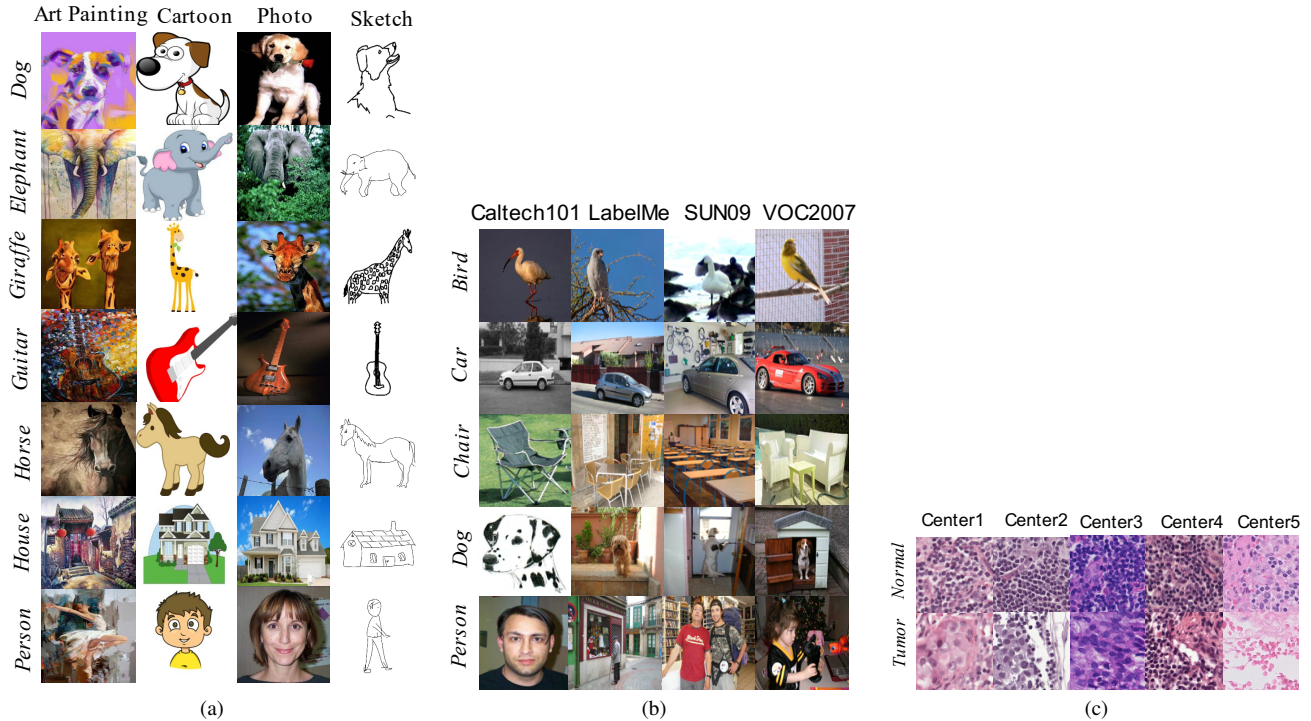 Art Painting Cartoon Photo Sketch
Dog
Elephant
Giraffe
Guitar
Horse
House
Person
(a)
Caltech101 LabelMe SUN09 VOC2007
Bird
Car
Chair
Dog
Person
(b)
Center1 Center2 Center3 Center4 Center5
Normal
Tumor
(c)